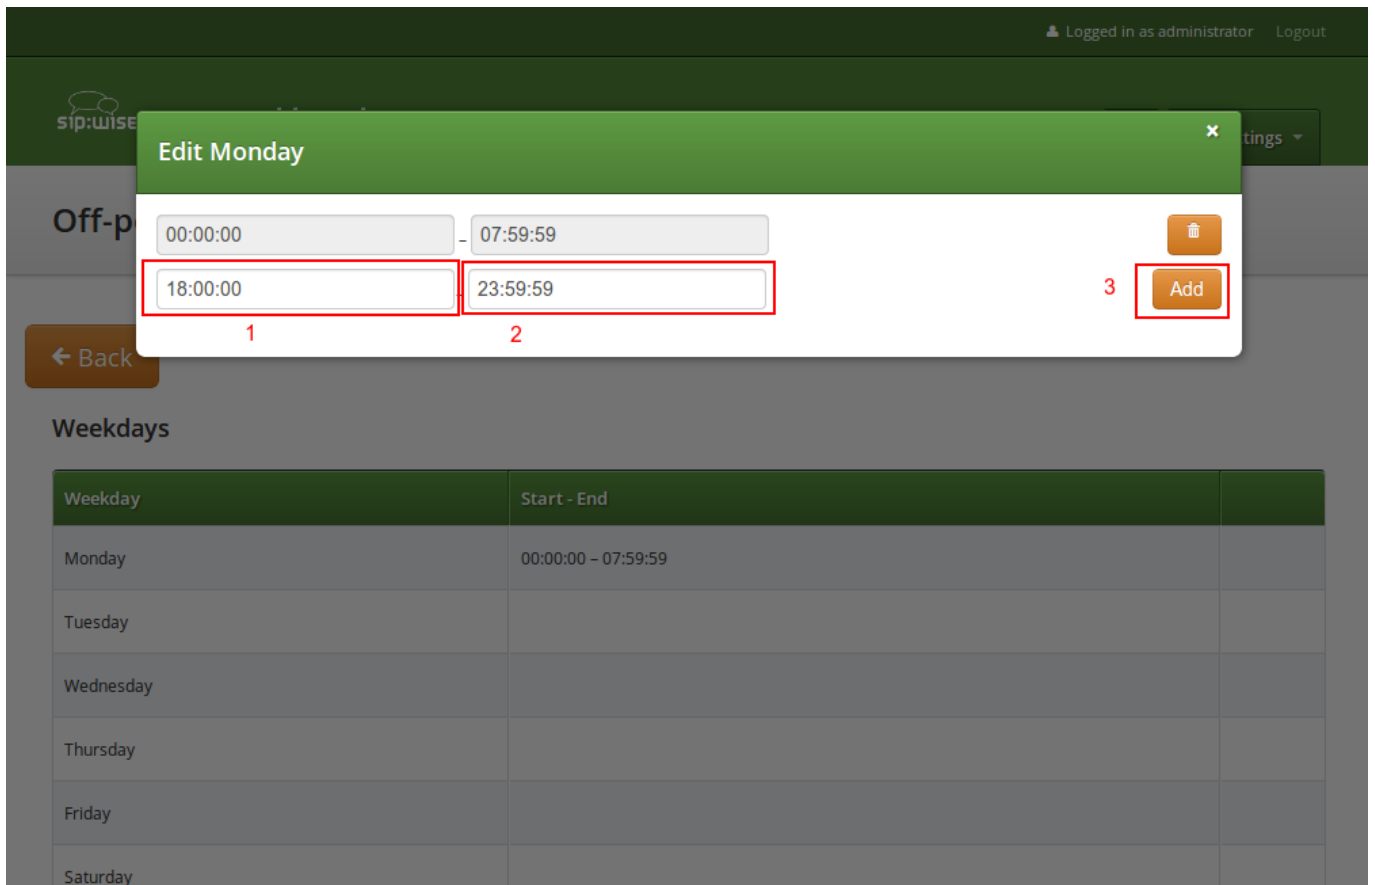 Logged in as administrator Logout
sip:wise
Edit Monday ×
tings
Off-p
00:00:00 – 07:59:59
18:00:00 – 23:59:59 3 Add
1 2
Back
Weekdays
Weekday Start - End
Monday 00:00:00 – 07:59:59
Tuesday
Wednesday
Thursday
Friday
Saturday